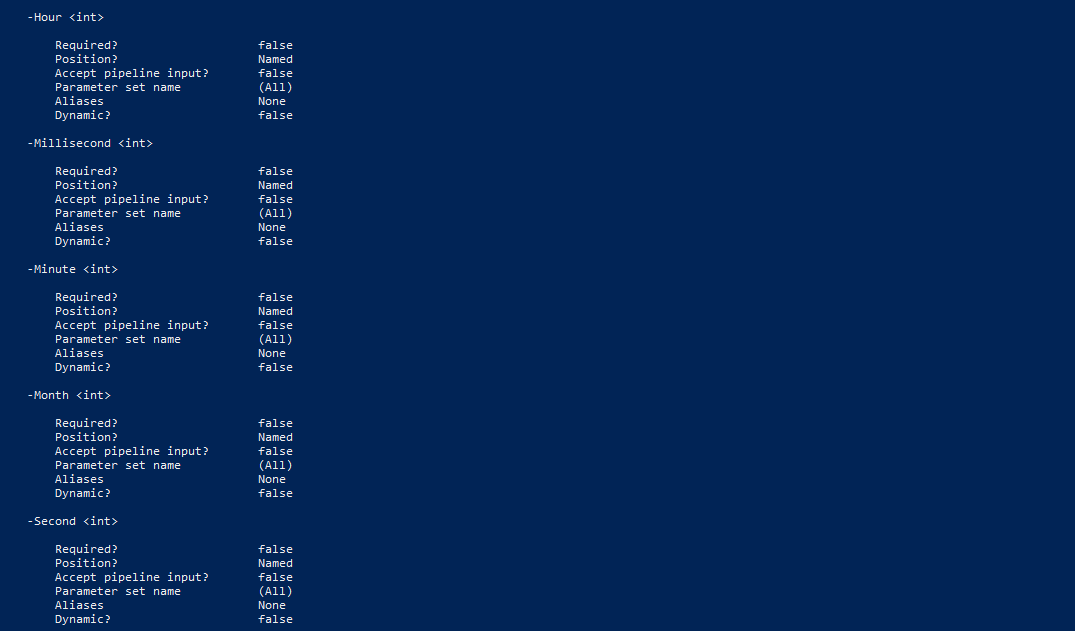 -Hour <int>
Required? false
Position? Named
Accept pipeline input? false
Parameter set name (All)
Aliases None
Dynamic? false
-Millisecond <int>
Required? false
Position? Named
Accept pipeline input? false
Parameter set name (All)
Aliases None
Dynamic? false
-Minute <int>
Required? false
Position? Named
Accept pipeline input? false
Parameter set name (All)
Aliases None
Dynamic? false
-Month <int>
Required? false
Position? Named
Accept pipeline input? false
Parameter set name (All)
Aliases None
Dynamic? false
-Second <int>
Required? false
Position? Named
Accept pipeline input? false
Parameter set name (All)
Aliases None
Dynamic? false